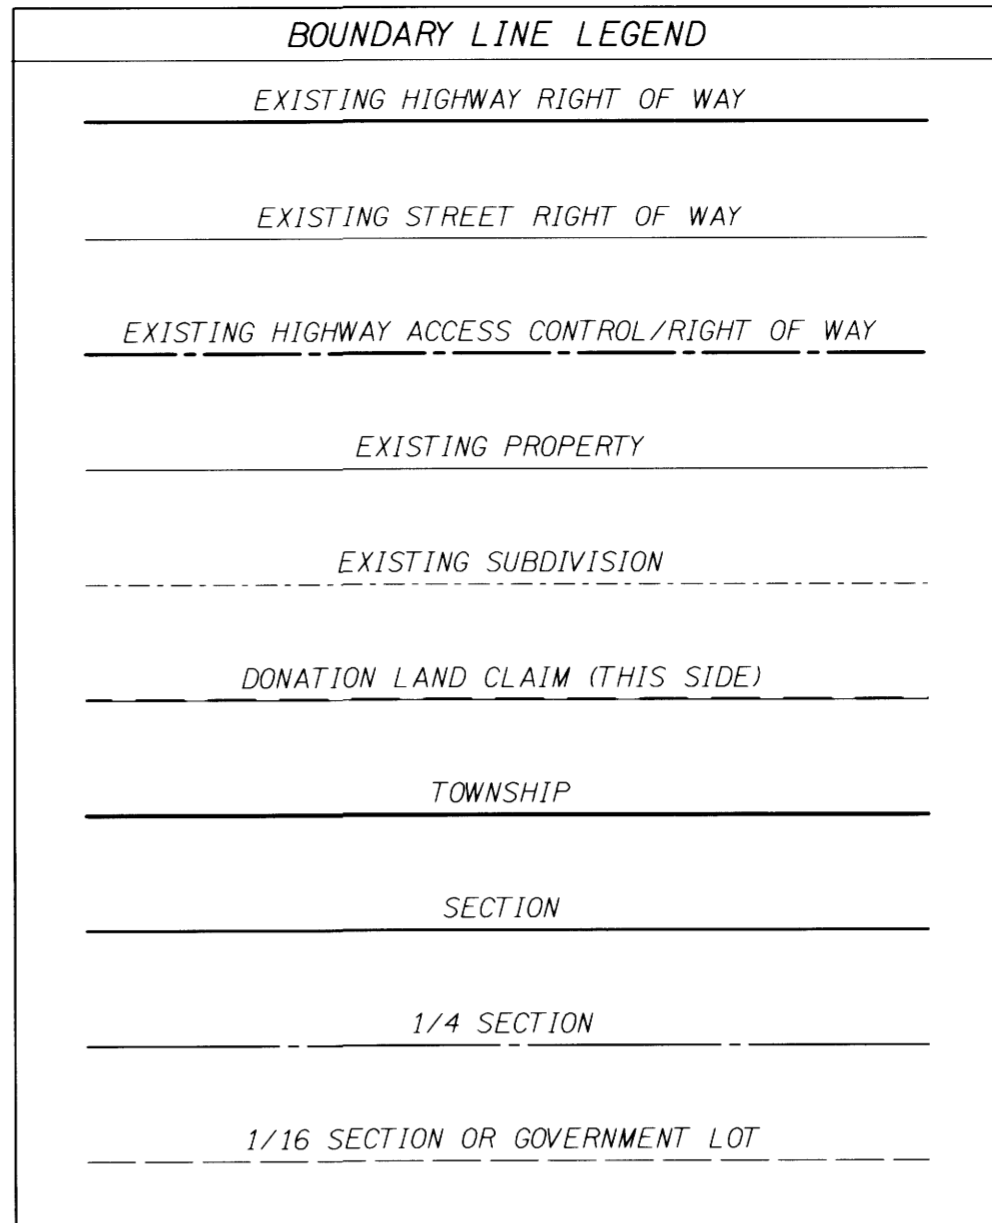 BOUNDARY LINE LEGEND
EXISTING HIGHWAY RIGHT OF WAY
EXISTING STREET RIGHT OF WAY
EXISTING HIGHWAY ACCESS CONTROL/RIGHT OF WAY
EXISTING PROPERTY
EXISTING SUBDIVISION
DONATION LAND CLAIM (THIS SIDE)
TOWNSHIP
SECTION
1/4 SECTION
1/16 SECTION OR GOVERNMENT LOT